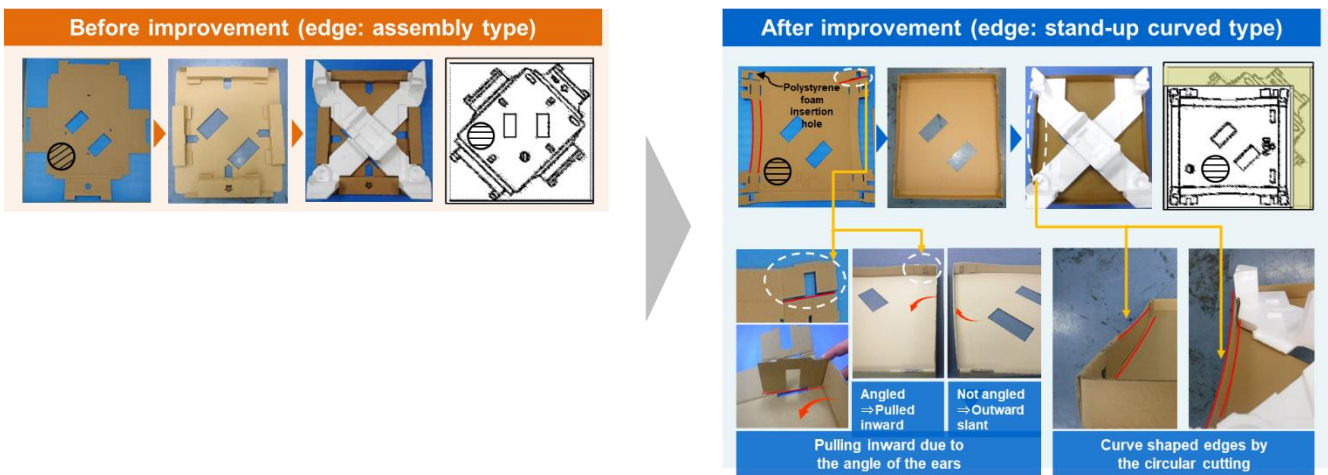 Before improvement (edge: assembly type)
After improvement (edge: stand-up curved type)
Polystyrene
foam
insertion
hole
Angled
⇒Pulled
inward
Not angled
⇒Outward
slant
Pulling inward due to
the angle of the ears
Curve shaped edges by
the circular cutting